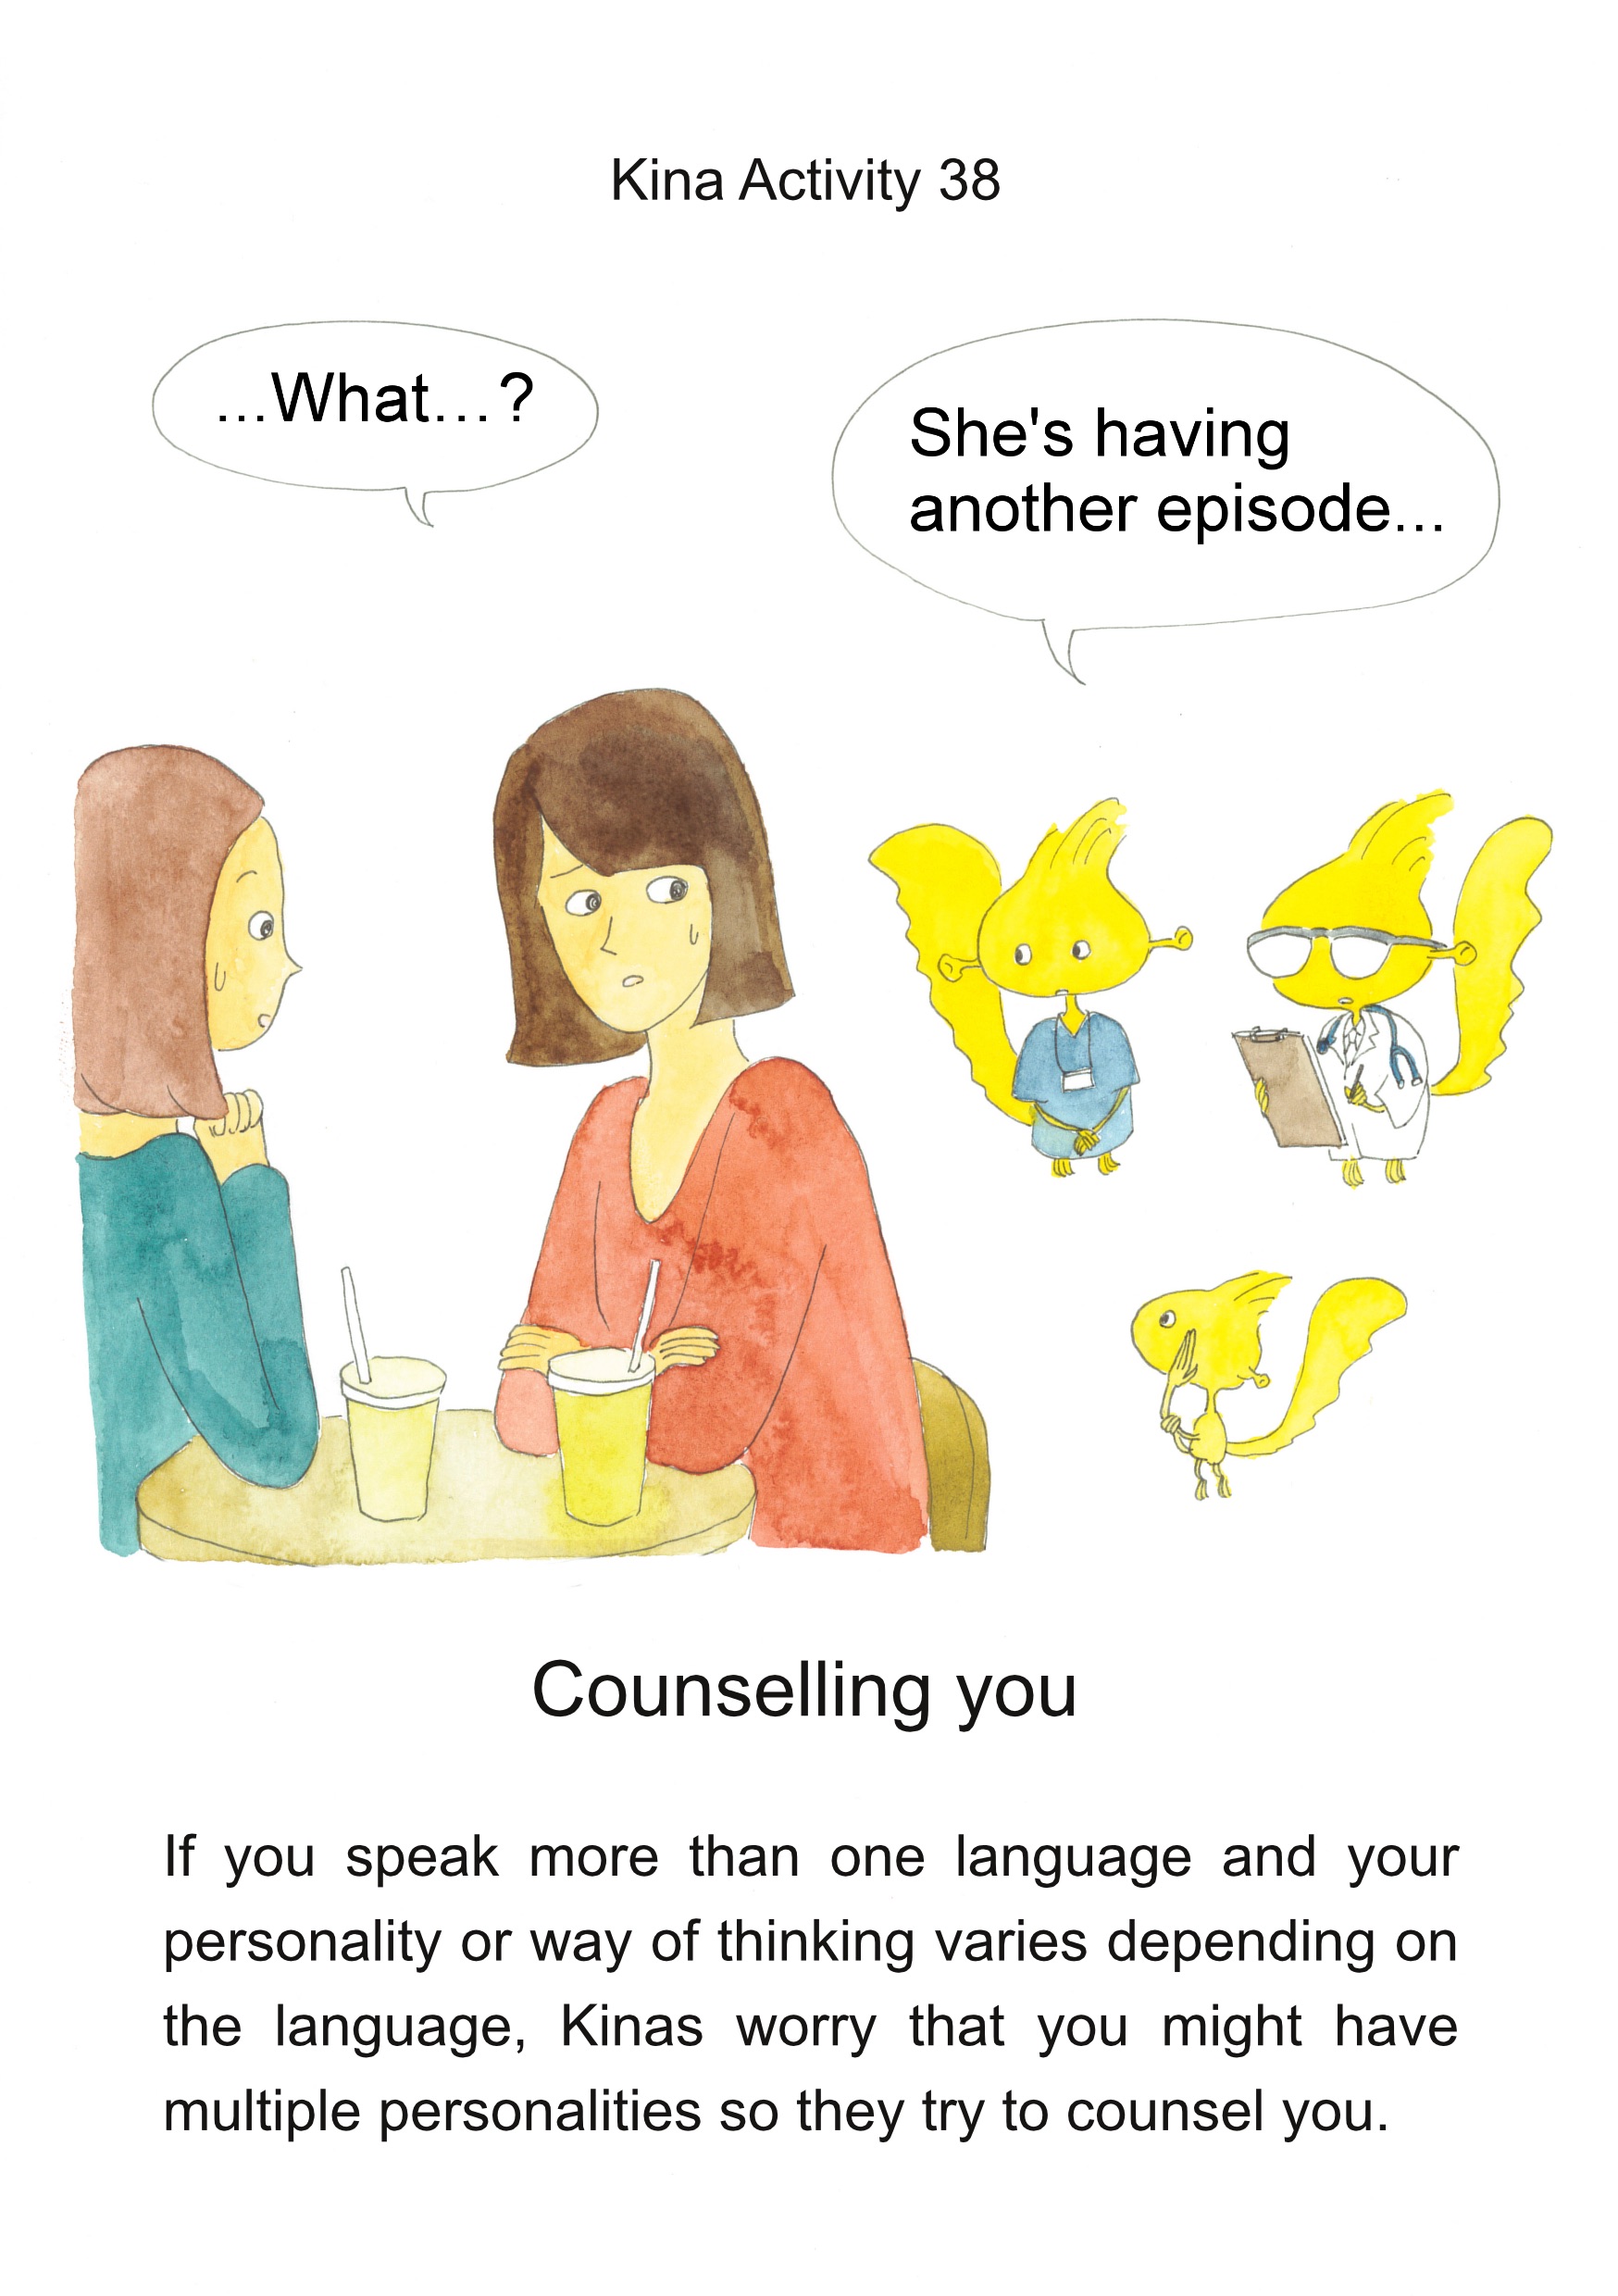 Kina Activity 38
...What...?
She's having
another episode...
Counselling you
If you speak more than one language and your
personality or way of thinking varies depending on
the language, Kinas worry that you might have
multiple personalities so they try to counsel you.